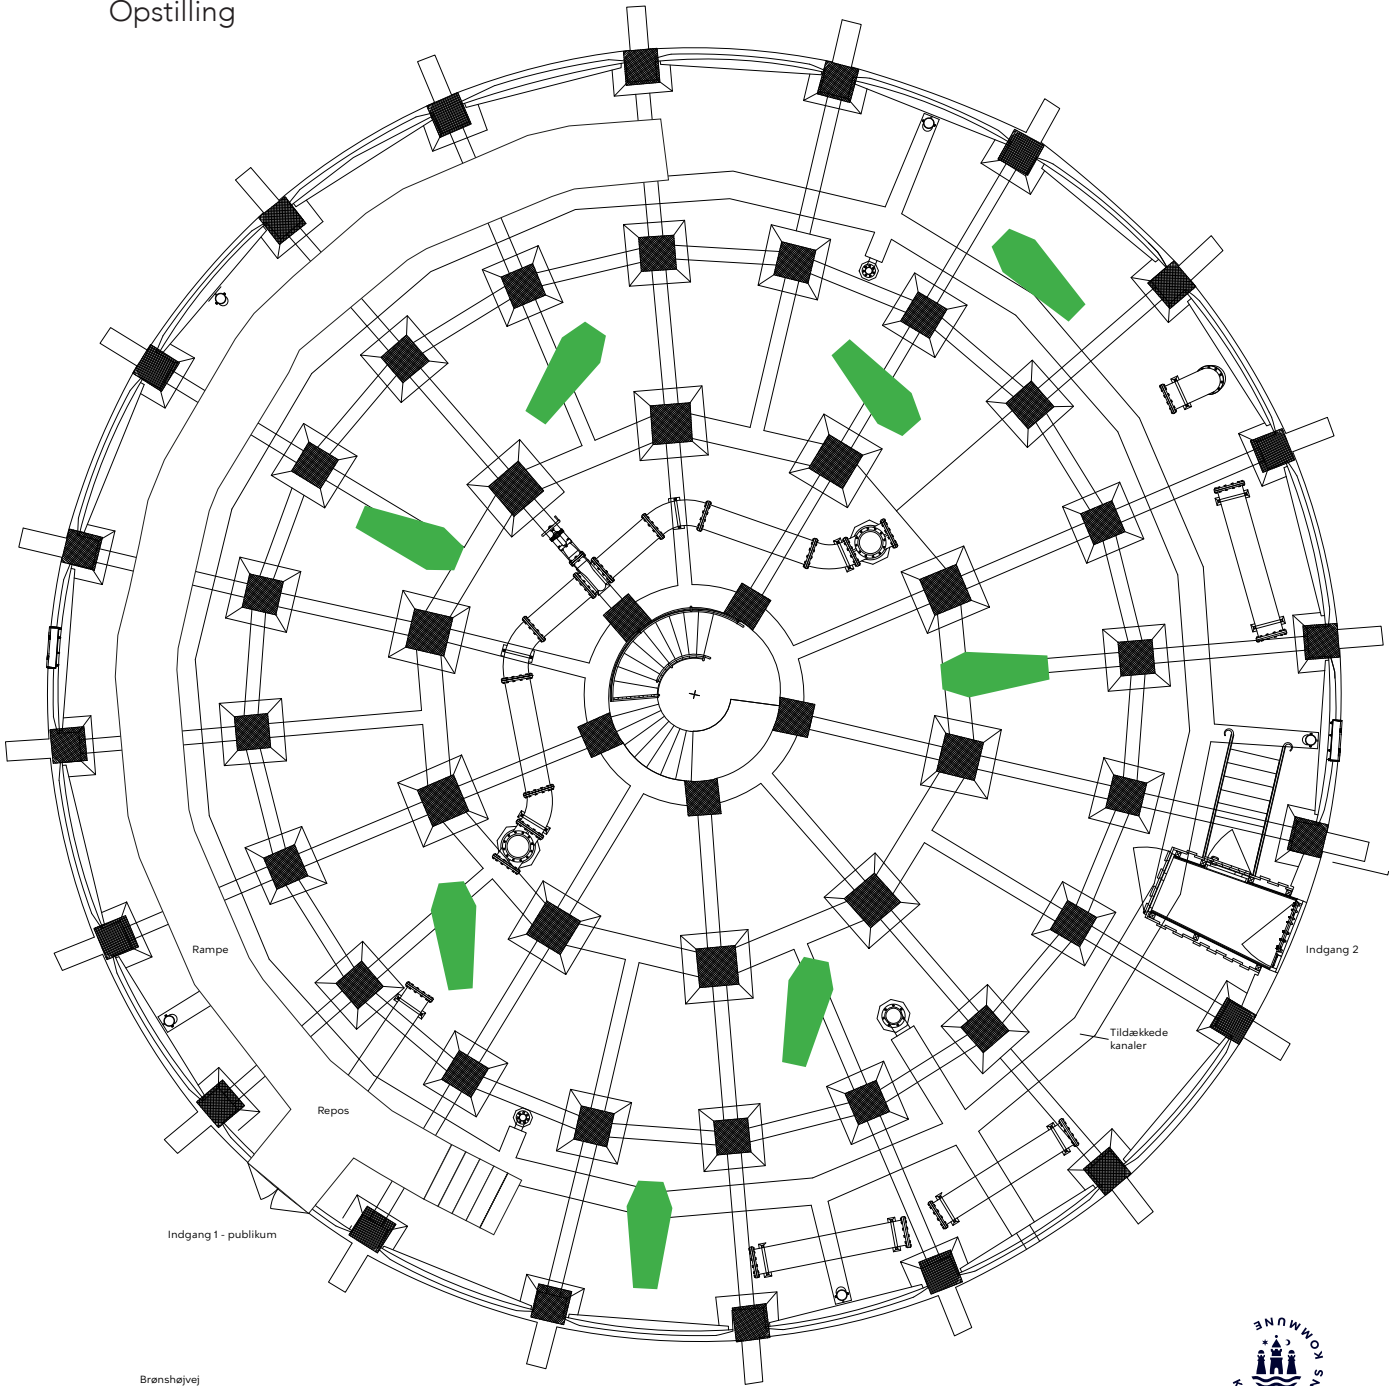 Opstilling
Rampe
Indgang 2
Tildækkede
kanaler
Repos
Indgang 1 - publikum
Brønshøjvej
KOMMUNE